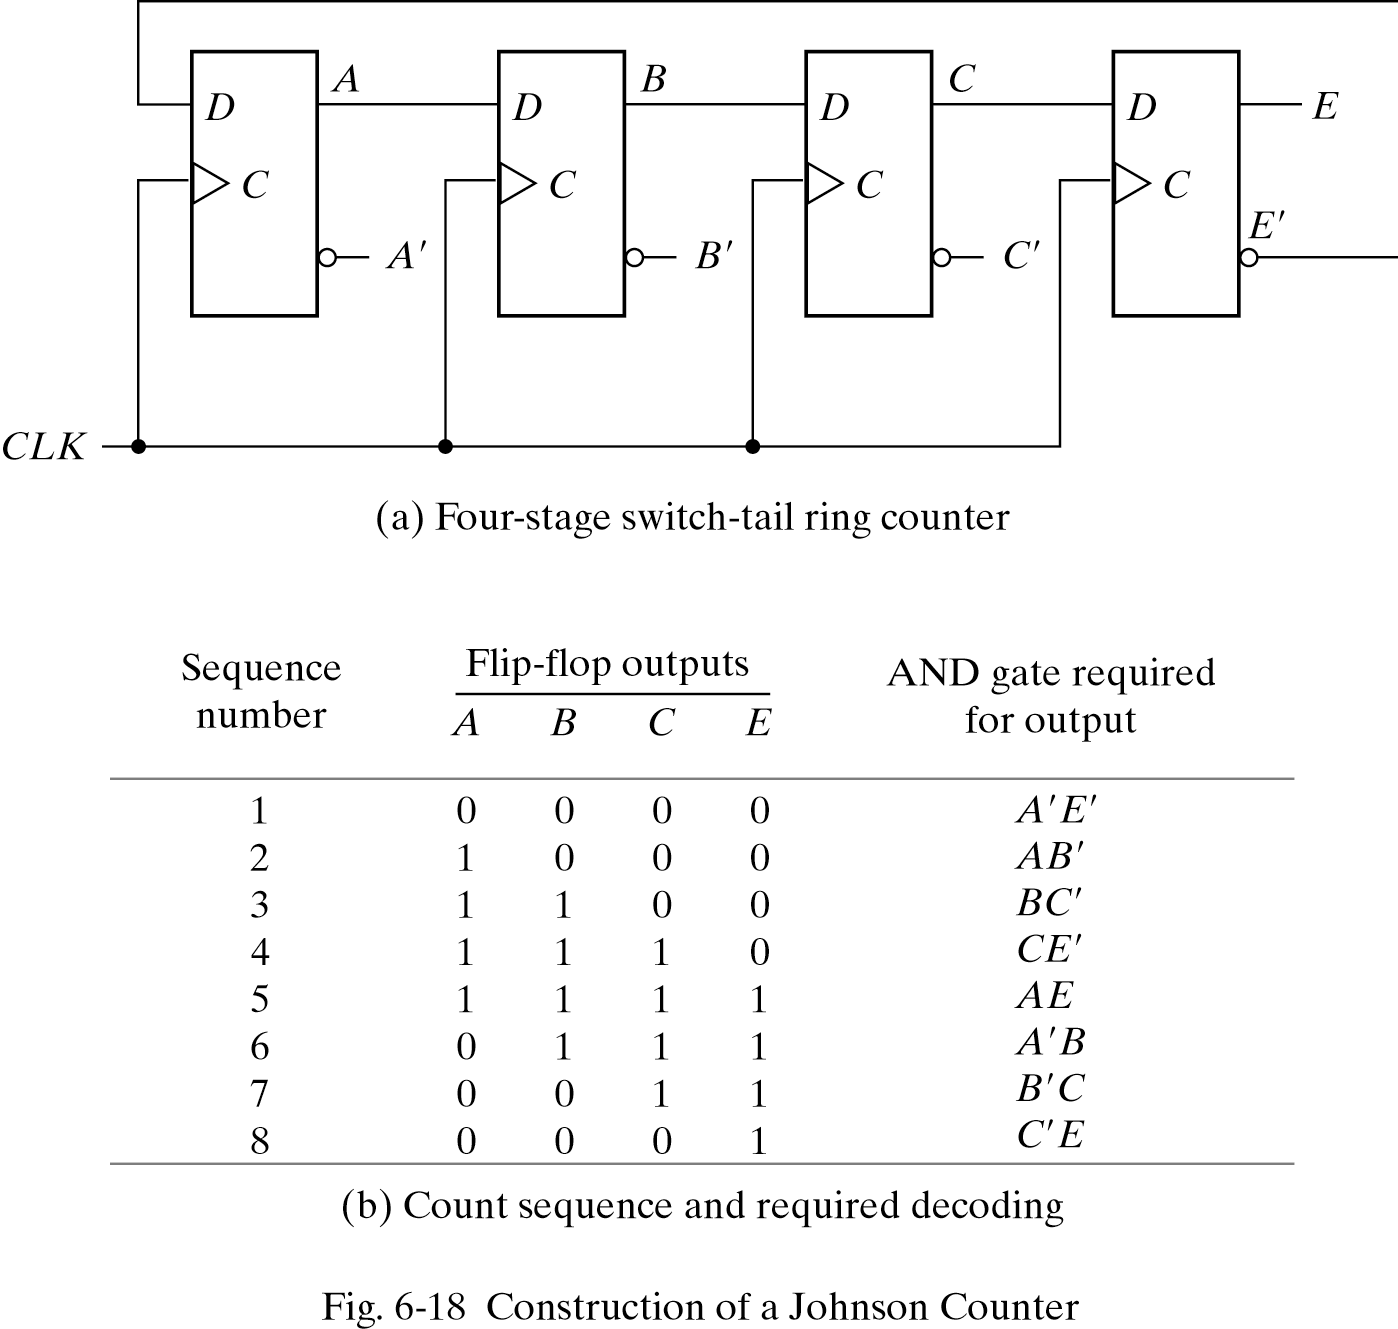 A B C
D D D D E
C C C C
E′
A′ B′ C′
CLK
(a) Four-stage switch-tail ring counter
Sequence number Flip-flop outputs AND gate required for output
A B C E
1 0 0 0 0 A′E′
2 1 0 0 0 AB′
3 1 1 0 0 BC′
4 1 1 1 0 CE′
5 1 1 1 1 AE
6 0 1 1 1 A′B
7 0 0 1 1 B′C
8 0 0 0 1 C′E
(b) Count sequence and required decoding
Fig. 6-18 Construction of a Johnson Counter